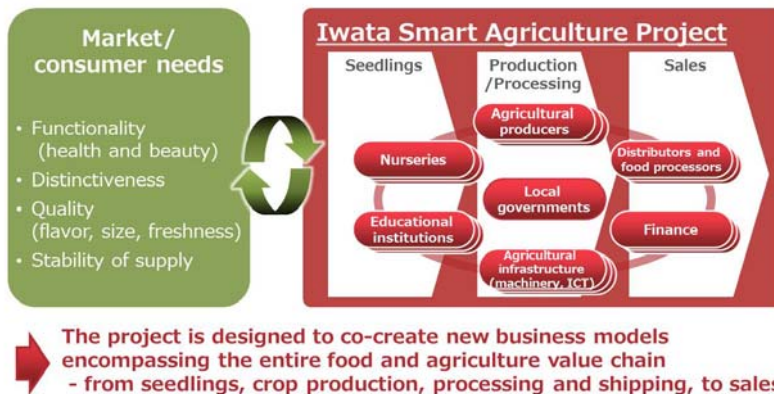 Market/
consumer needs
• Functionality
(health and beauty)
• Distinctiveness
• Quality
(flavor, size, freshness)
• Stability of supply
Iwata Smart Agriculture Project
Seedlings
Production
/Processing
Sales
Agricultural
producers
Nurseries
Distributors and
food processors
Local
governments
Educational
institutions
Finance
Agricultural
infrastructure
(machinery, ICT)
The project is designed to co-create new business models
encompassing the entire food and agriculture value chain
- from seedlings, crop production, processing and shipping, to sales